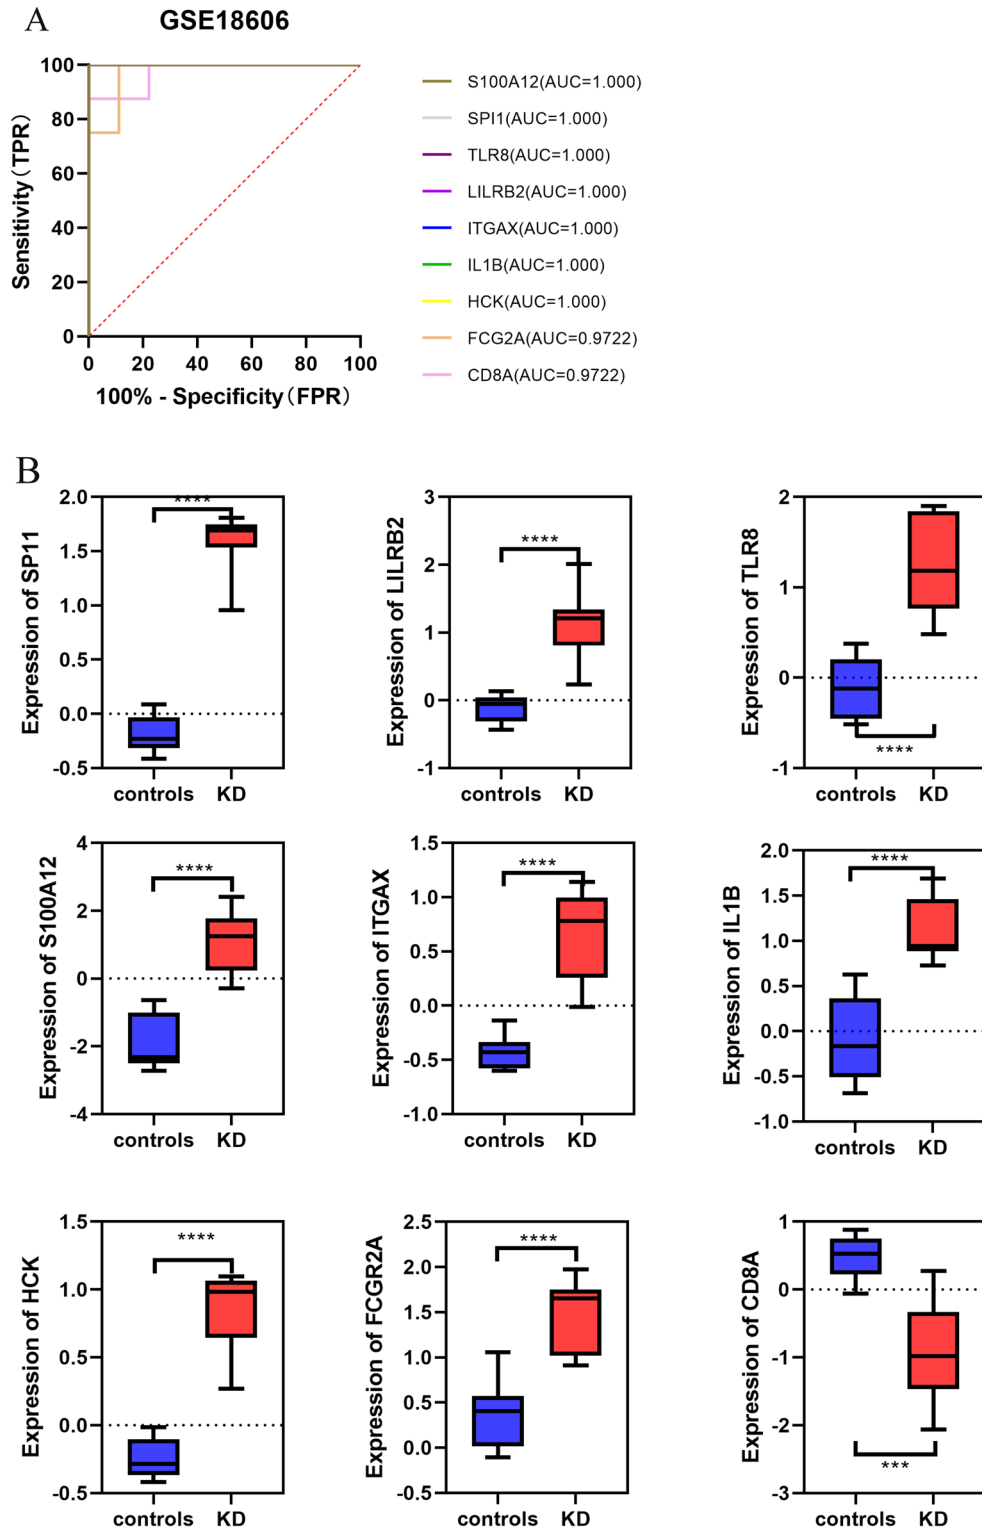 A
GSE18606
100
80
60
40
20
0
Sensitivity（TPR）
0 20 40 60 80 100
100% - Specificity（FPR）
S100A12(AUC=1.000)
SPI1(AUC=1.000)
TLR8(AUC=1.000)
LILRB2(AUC=1.000)
ITGAX(AUC=1.000)
IL1B(AUC=1.000)
HCK(AUC=1.000)
FCG2A(AUC=0.9722)
CD8A(AUC=0.9722)
B
Expression of SP11
2.0
1.5
1.0
0.5
0.0
-0.5
****
controls KD
Expression of LILRB2
3
2
1
0
-1
****
controls KD
Expression of TLR8
2
1
0
-1
****
controls KD
Expression of S100A12
4
2
0
-2
-4
****
controls KD
Expression of ITGAX
1.5
1.0
0.5
0.0
-0.5
-1.0
****
controls KD
Expression of IL1B
2.0
1.5
1.0
0.5
0.0
-0.5
-1.0
****
controls KD
Expression of HCK
1.5
1.0
0.5
0.0
-0.5
****
controls KD
Expression of FCGR2A
2.5
2.0
1.5
1.0
0.5
0.0
-0.5
****
controls KD
Expression of CD8A
1
0
-1
-2
-3
***
controls KD